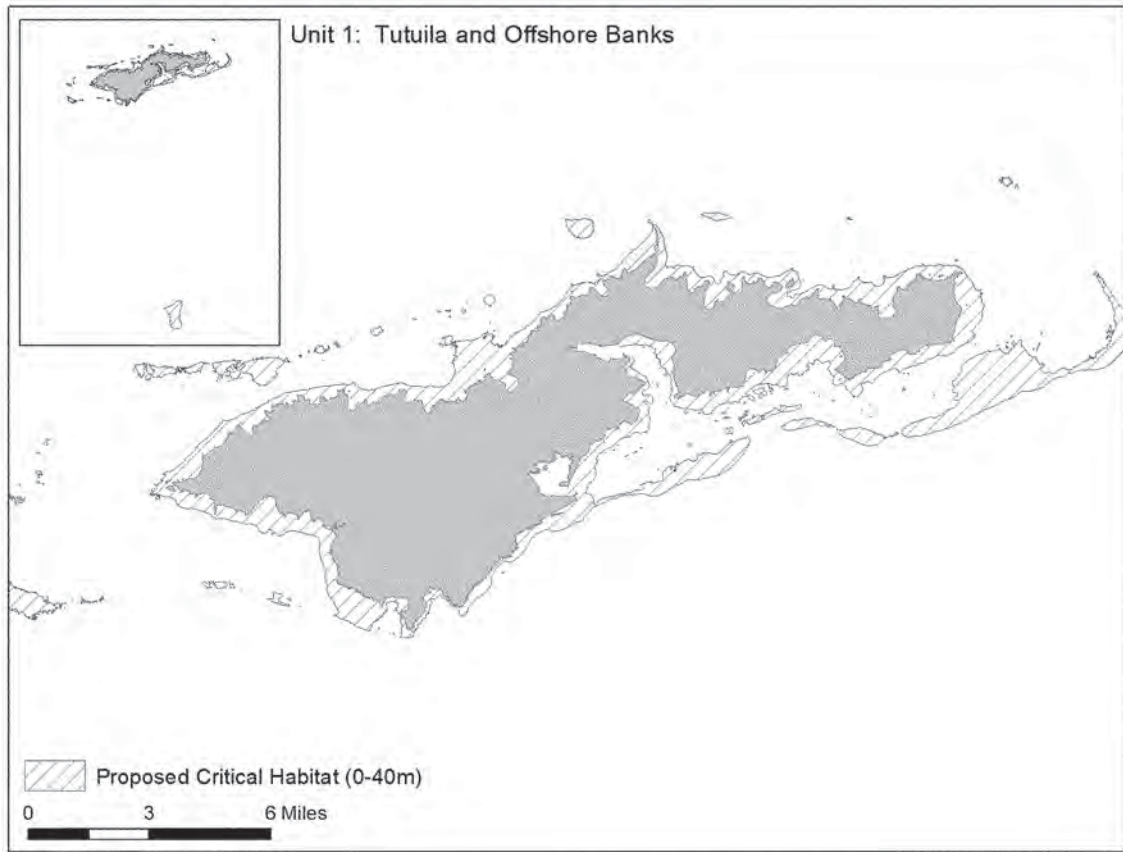 Unit 1: Tutuila and Offshore Banks
Proposed Critical Habitat (0-40m)
0 3 6 Miles